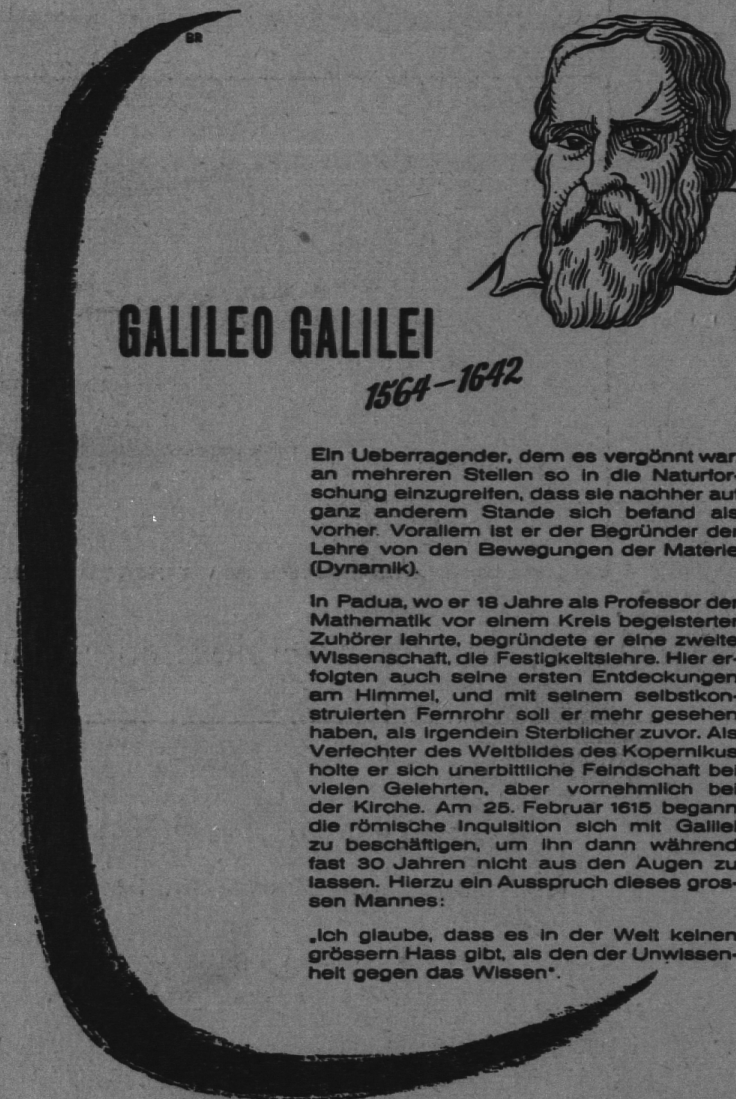 BR
GALILEO GALILEI
1564–1642
Ein Ueberragender, dem es vergönnt war
an mehreren Stellen so in die Naturfor-
schung einzugreifen, dass sie nachher auf
ganz anderem Stande sich befand als
vorher. Vorallem ist er der Begründer der
Lehre von den Bewegungen der Materie
(Dynamik).
In Padua, wo er 18 Jahre als Professor der
Mathematik vor einem Kreis begeisterter
Zuhörer lehrte, begründete er eine zweite
Wissenschaft, die Festigkeitslehre. Hier er-
folgten auch seine ersten Entdeckungen
am Himmel, und mit seinem selbstkon-
struierten Fernrohr soll er mehr gesehen
haben, als irgendein Sterblicher zuvor. Als
Verfechter des Weltbildes des Kopernikus
holte er sich unerbittliche Feindschaft bei
vielen Gelehrten, aber vornehmlich bei
der Kirche. Am 25. Februar 1615 begann
die römische Inquisition sich mit Galilei
zu beschäftigen, um ihn dann während
fast 30 Jahren nicht aus den Augen zu
lassen. Hierzu ein Ausspruch dieses gros-
sen Mannes:
„Ich glaube, dass es in der Welt keinen
grössern Hass gibt, als den der Unwissen-
heit gegen das Wissen“.